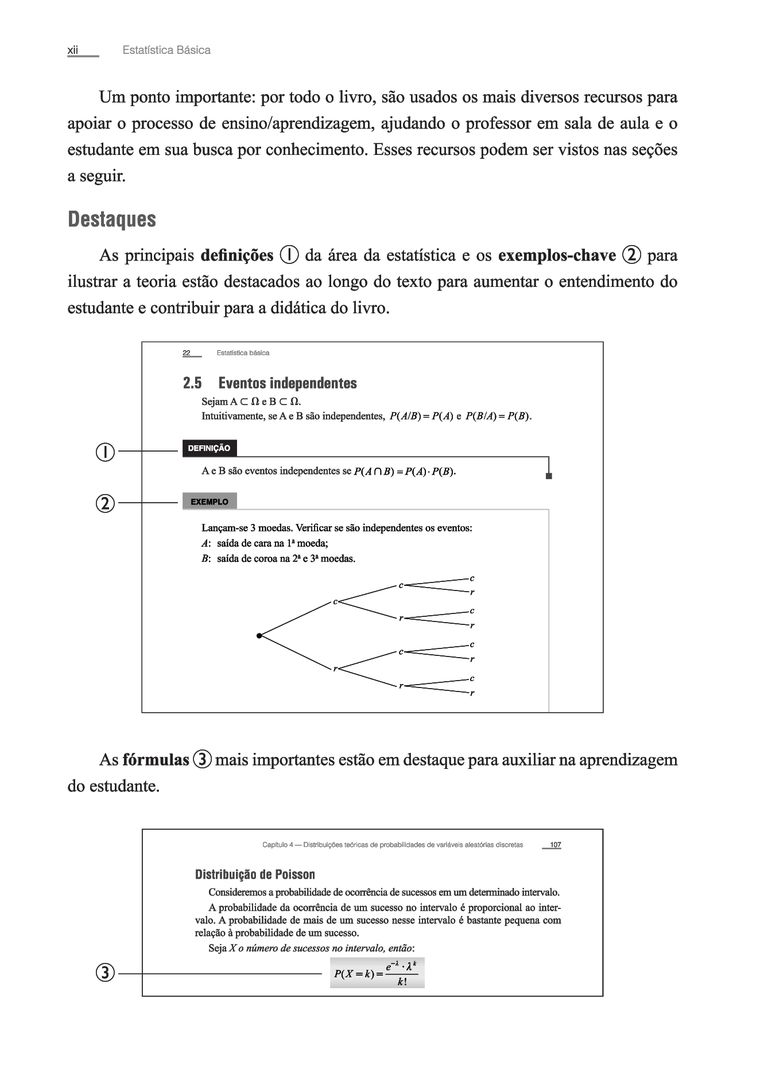 xii Estatística Básica
Um ponto importante: por todo o livro, são usados os mais diversos recursos para
apoiar o processo de ensino/aprendizagem, ajudando o professor em sala de aula e o
estudante em sua busca por conhecimento. Esses recursos podem ser vistos nas seções
a seguir.
Destaques
As principais definições ① da área da estatística e os exemplos-chave ② para
ilustrar a teoria estão destacados ao longo do texto para aumentar o entendimento do
estudante e contribuir para a didática do livro.
22 Estatística básica
2.5 Eventos independentes
Sejam A ⊂ Ω e B ⊂ Ω.
Intuitivamente, se A e B são independentes, P(A/B) = P(A) e P(B/A) = P(B).
①
DEFINIÇÃO
A e B são eventos independentes se P(A ∩ B) = P(A) · P(B).
②
EXEMPLO
Lançam-se 3 moedas. Verificar se são independentes os eventos:
A: saída de cara na 1ª moeda;
B: saída de coroa na 2ª e 3ª moedas.
c
c
r
c
c
r
r
c
c
r
r
c
r
r
As fórmulas ③ mais importantes estão em destaque para auxiliar na aprendizagem
do estudante.
Capítulo 4 — Distribuições teóricas de probabilidades de variáveis aleatórias discretas 107
Distribuição de Poisson
Consideremos a probabilidade de ocorrência de sucessos em um determinado intervalo.
A probabilidade da ocorrência de um sucesso no intervalo é proporcional ao inter-
valo. A probabilidade de mais de um sucesso nesse intervalo é bastante pequena com
relação à probabilidade de um sucesso.
Seja X o número de sucessos no intervalo, então:
③
P(X = k) = e^−λ · λ^k / k!